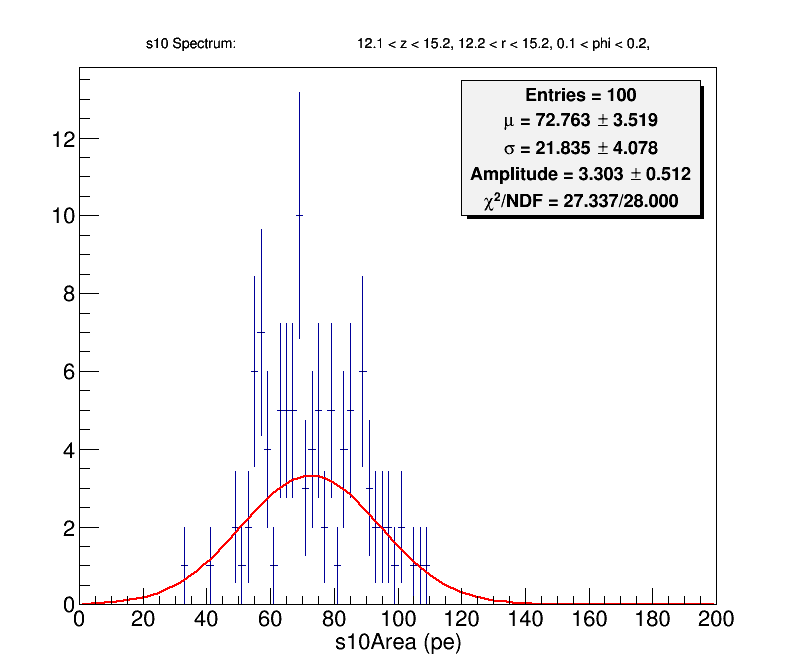 s10 Spectrum: 12.1 < z < 15.2, 12.2 < r < 15.2, 0.1 < phi < 0.2,
Entries = 100
μ = 72.763 ± 3.519
σ = 21.835 ± 4.078
Amplitude = 3.303 ± 0.512
χ²/NDF = 27.337/28.000
12
10
8
6
4
2
0
0 20 40 60 80 100 120 140 160 180 200
s10Area (pe)